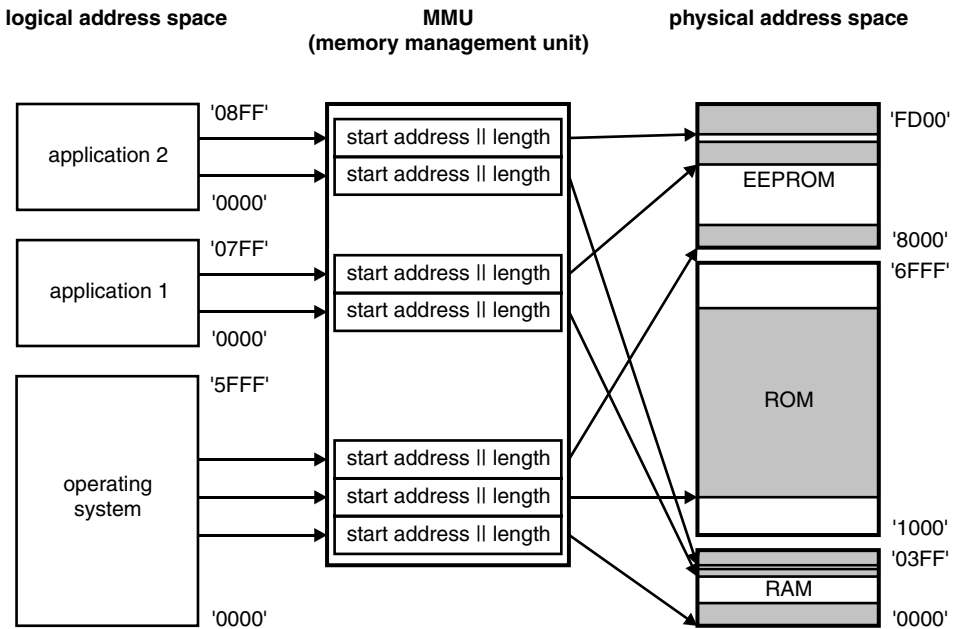 logical address space
MMU
(memory management unit)
physical address space
'08FF'
application 2
'0000'
'07FF'
application 1
'0000'
'5FFF'
operating
system
'0000'
start address || length
start address || length
start address || length
start address || length
start address || length
start address || length
start address || length
'FD00'
EEPROM
'8000'
'6FFF'
ROM
'1000'
'03FF'
RAM
'0000'